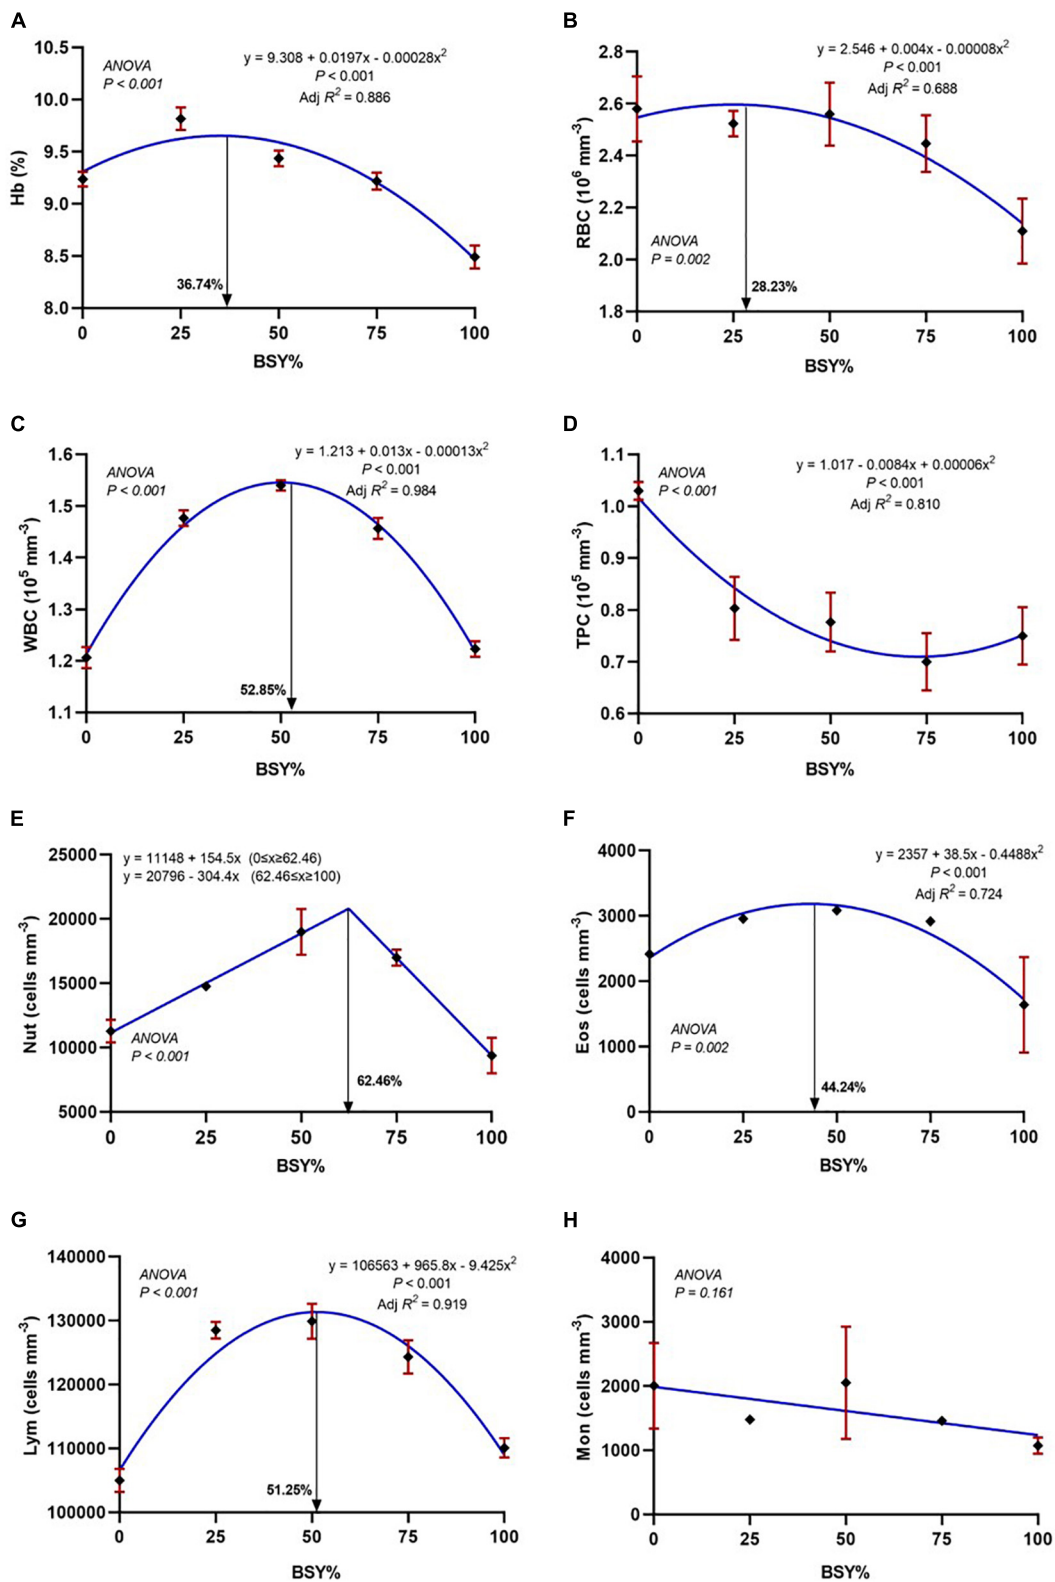 A
ANOVA
P < 0.001
y = 9.308 + 0.0197x - 0.00028x²
P < 0.001
Adj R² = 0.886
Hb (%)
10.5
10.0
9.5
9.0
8.5
8.0
36.74%
0 25 50 75 100
BSY%
B
y = 2.546 + 0.004x - 0.00008x²
P < 0.001
Adj R² = 0.688
RBC (10⁶ mm⁻³)
2.8
2.6
2.4
2.2
2.0
1.8
ANOVA
P = 0.002
28.23%
0 25 50 75 100
BSY%
C
ANOVA
P < 0.001
y = 1.213 + 0.013x - 0.00013x²
P < 0.001
Adj R² = 0.984
WBC (10⁵ mm⁻³)
1.6
1.5
1.4
1.3
1.2
1.1
52.85%
0 25 50 75 100
BSY%
D
ANOVA
P < 0.001
y = 1.017 - 0.0084x + 0.00006x²
P < 0.001
Adj R² = 0.810
TPC (10⁵ mm⁻³)
1.1
1.0
0.9
0.8
0.7
0.6
0 25 50 75 100
BSY%
E
y = 11148 + 154.5x (0≤x≥62.46)
y = 20796 - 304.4x (62.46≤x≥100)
Nut (cells mm⁻³)
25000
20000
15000
10000
5000
ANOVA
P < 0.001
62.46%
0 25 50 75 100
BSY%
F
y = 2357 + 38.5x - 0.4488x²
P < 0.001
Adj R² = 0.724
Eos (cells mm⁻³)
4000
3000
2000
1000
0
ANOVA
P = 0.002
44.24%
0 25 50 75 100
BSY%
G
ANOVA
P < 0.001
y = 106563 + 965.8x - 9.425x²
P < 0.001
Adj R² = 0.919
Lym (cells mm⁻³)
140000
130000
120000
110000
100000
51.25%
0 25 50 75 100
BSY%
H
ANOVA
P = 0.161
Mon (cells mm⁻³)
4000
3000
2000
1000
0
0 25 50 75 100
BSY%